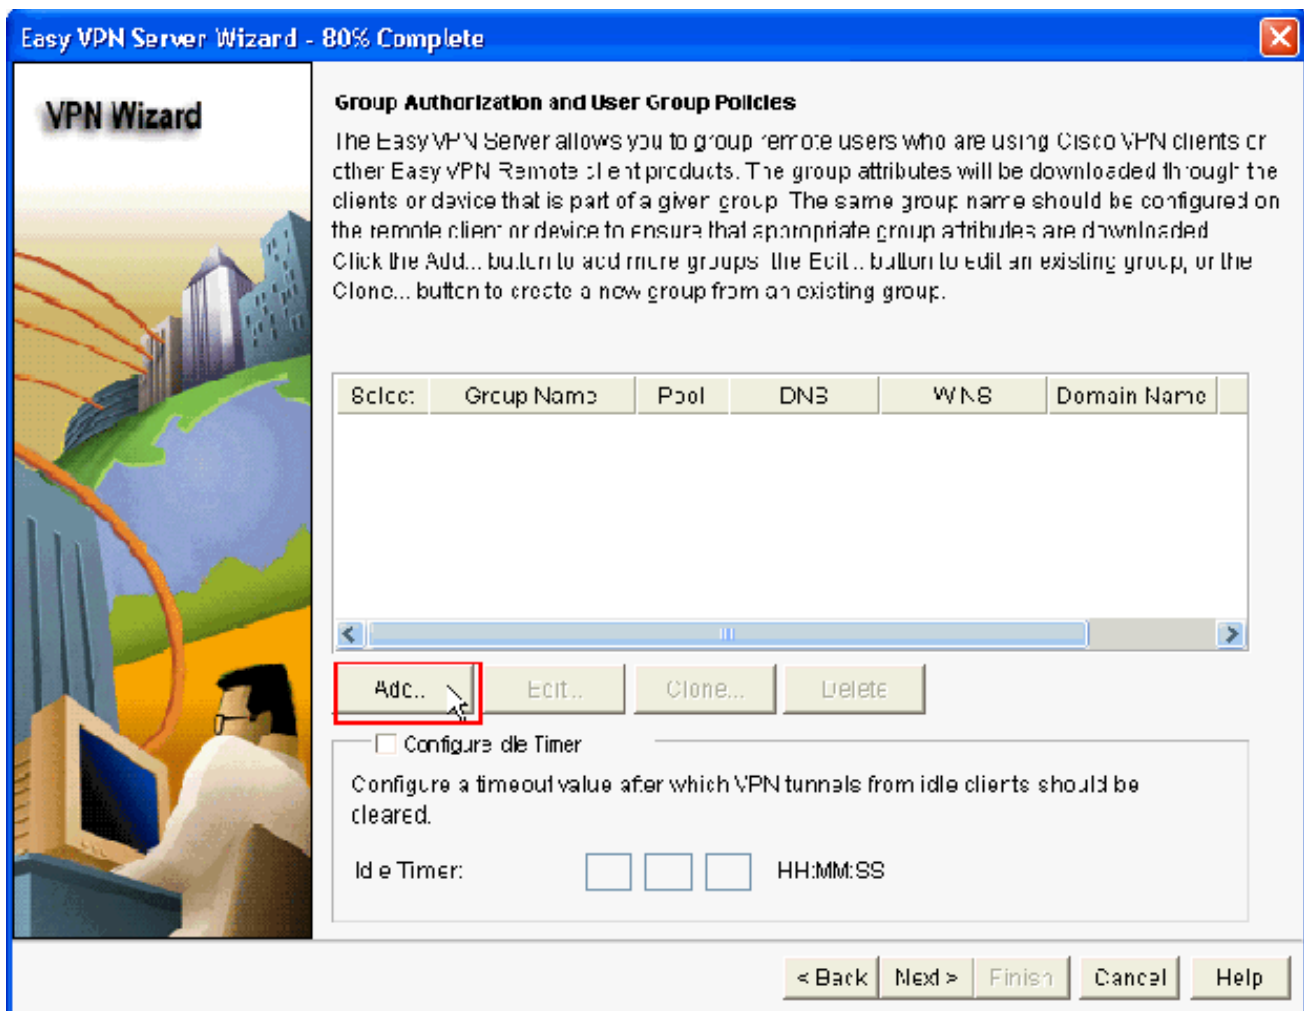 Easy VPN Server Wizard - 80% Complete
VPN Wizard
Group Authorization and User Group Policies
The Easy VPN Server allows you to group remote users who are using Cisco VPN clients or
other Easy VPN Remote client products. The group attributes will be downloaded through the
clients or device that is part of a given group. The same group name should be configured on
the remote client or device to ensure that appropriate group attributes are downloaded.
Click the Add... button to add more groups, the Edit... button to edit an existing group, or the
Clone... button to create a new group from an existing group.
Select Group Name Pool DNS WINS Domain Name
Add... Edit... Clone... Delete
Configure Idle Timer
Configure a timeout value after which VPN tunnels from idle clients should be
cleared.
Idle Timer: HH:MM:SS
< Back Next > Finish Cancel Help